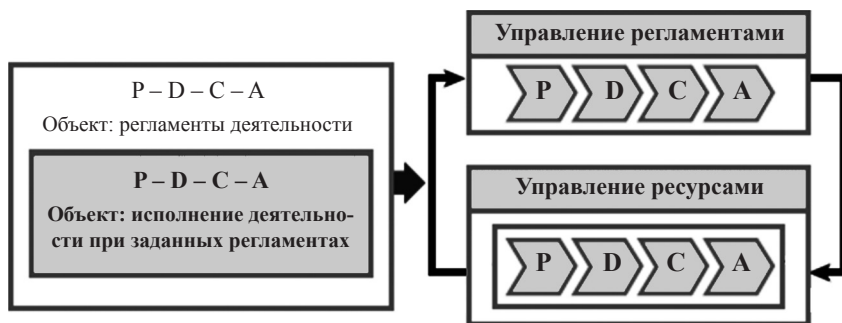 P – D – C – A
Объект: регламенты деятельности
P – D – C – A
Объект: исполнение деятельно-
сти при заданных регламентах
Управление регламентами
P D C A
Управление ресурсами
P D C A